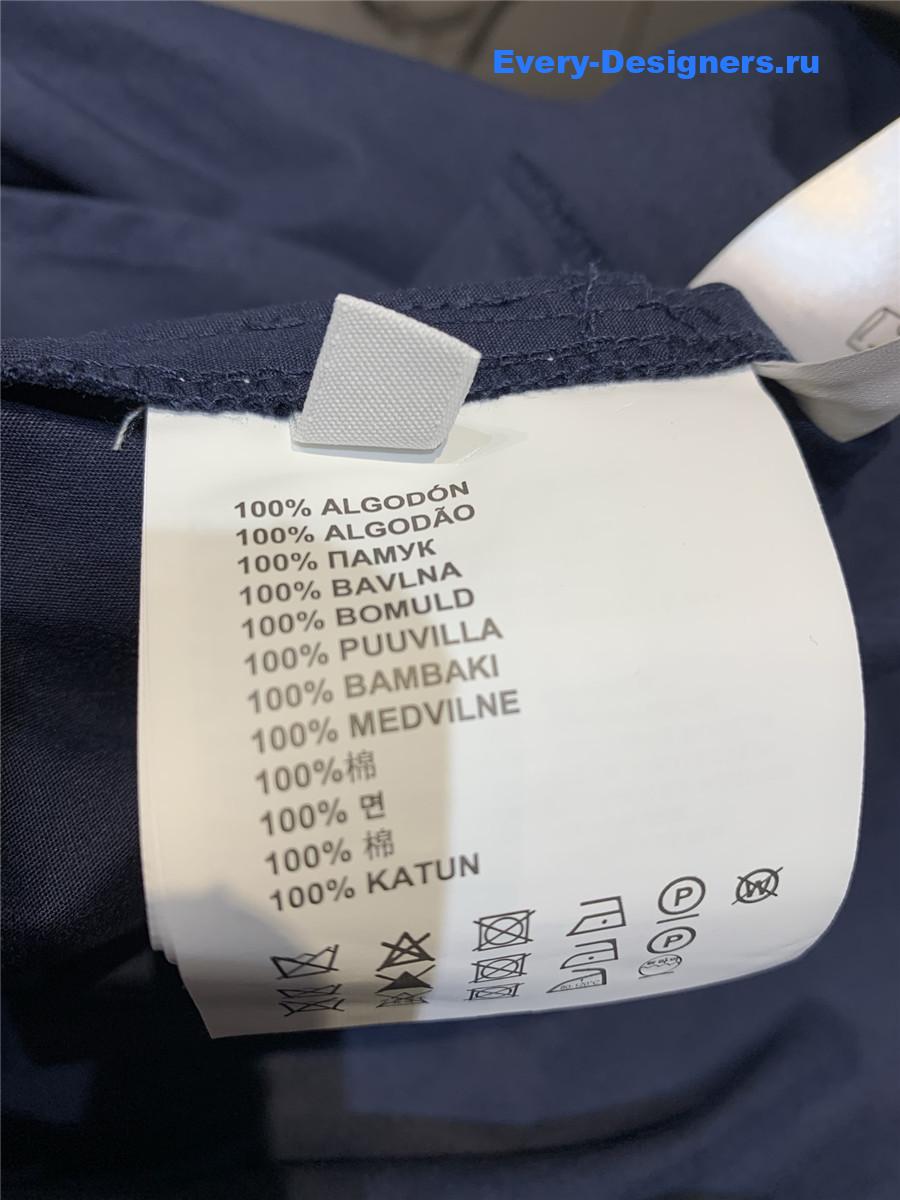 Every-Designers.ru
100% ALGODÓN
100% ALGODÃO
100% ПАМУК
100% BAVLNA
100% BOMULD
100% PUUVILLA
100% BAMBAKI
100% MEDVILNE
100%棉
100% 면
100% 棉
100% KATUN
P
W
P